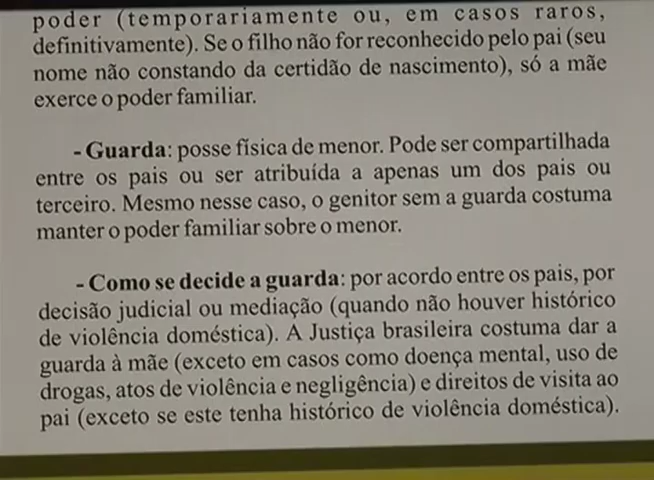 poder (temporariamente ou, em casos raros,
definitivamente). Se o filho não for reconhecido pelo pai (seu
nome não constando da certidão de nascimento), só a mãe
exerce o poder familiar.
- Guarda: posse física de menor. Pode ser compartilhada
entre os pais ou ser atribuída a apenas um dos pais ou
terceiro. Mesmo nesse caso, o genitor sem a guarda costuma
manter o poder familiar sobre o menor.
- Como se decide a guarda: por acordo entre os pais, por
decisão judicial ou mediação (quando não houver histórico
de violência doméstica). A Justiça brasileira costuma dar a
guarda à mãe (exceto em casos como doença mental, uso de
drogas, atos de violência e negligência) e direitos de visita ao
pai (exceto se este tenha histórico de violência doméstica).